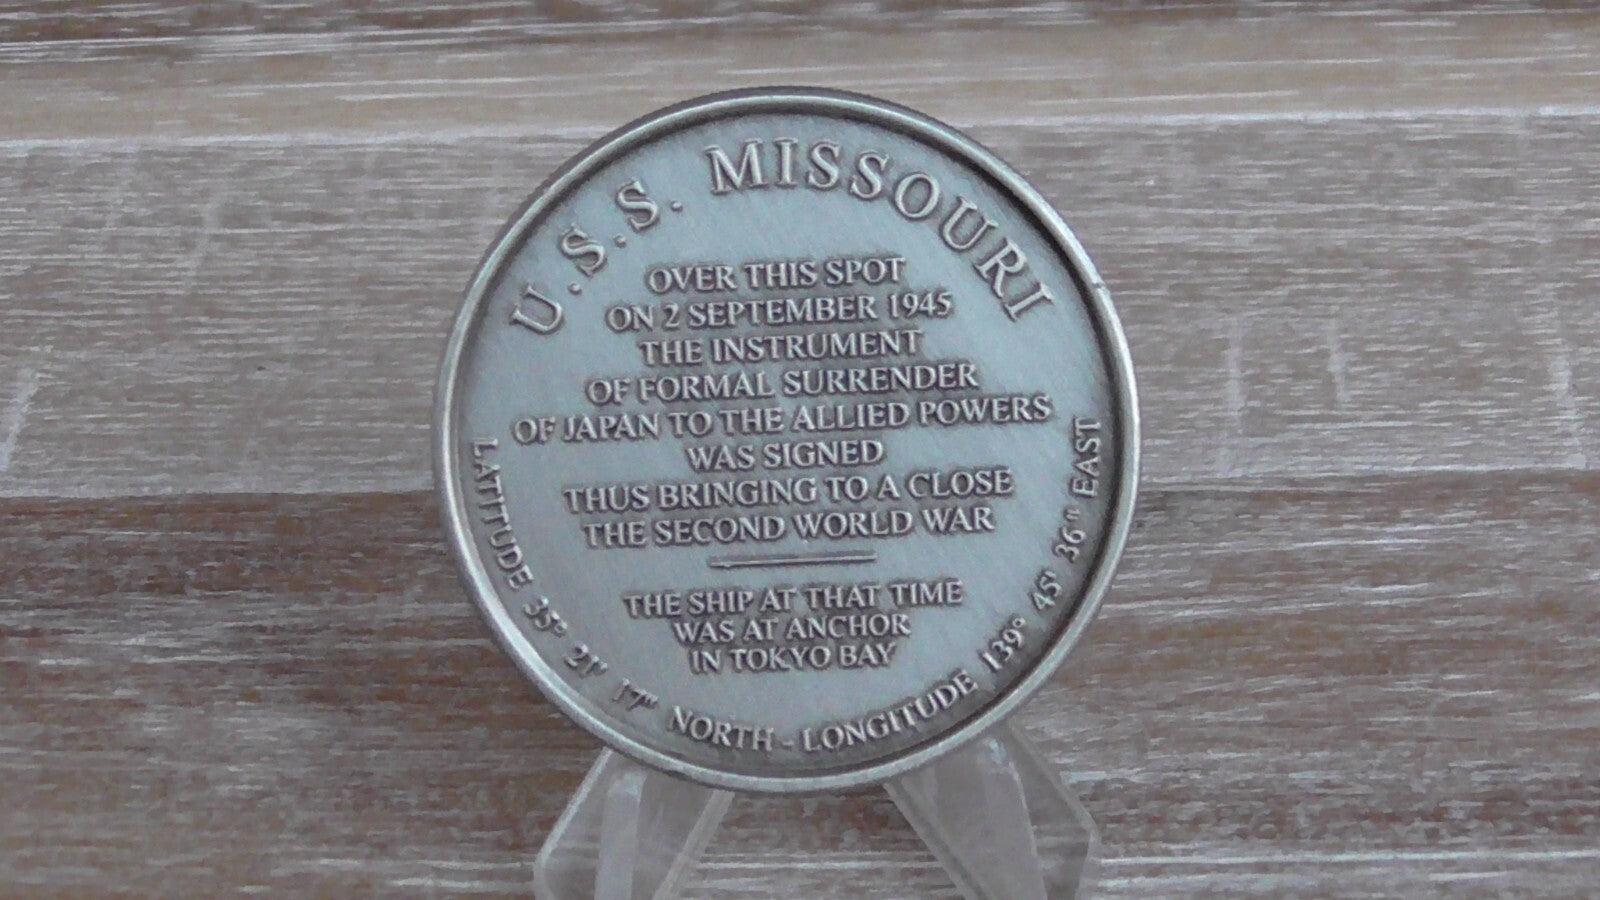 U.S.S. MISSOURI
OVER THIS SPOT
ON 2 SEPTEMBER 1945
THE INSTRUMENT
OF FORMAL SURRENDER
OF JAPAN TO THE ALLIED POWERS
WAS SIGNED
THUS BRINGING TO A CLOSE
THE SECOND WORLD WAR
THE SHIP AT THAT TIME
WAS AT ANCHOR
IN TOKYO BAY
LATITUDE 35° 21' 17" NORTH - LONGITUDE 139° 45' 36" EAST